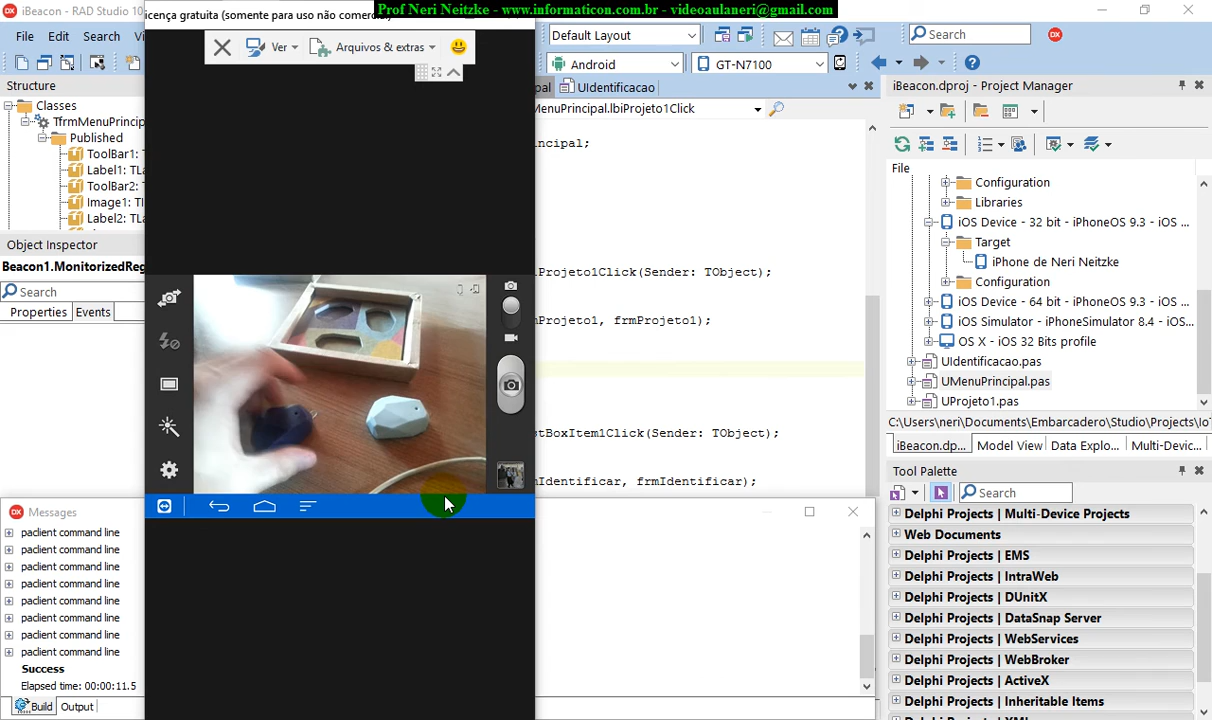 iBeacon - RAD Studio 10
icença gratuita (somente para uso não comercial)
Prof Neri Neitzke - www.informaticon.com.br - videoaulaneri@gmail.com
File Edit Search
Ver Arquivos & extras
Default Layout
Search
Android
GT-N7100
Structure
Classes
TfrmMenuPrincip
Published
ToolBar1: T
Label1: TLa
ToolBar2: T
Image1: TI
Label2: TLa
Object Inspector
Beacon1.MonitorizedReg
Search
Properties Events
pal UIdentificacao
MenuPrincipal.lbiProjeto1Click
ncipal;
Projeto1Click(Sender: TObject);
mProjeto1, frmProjeto1);
stBoxItem1Click(Sender: TObject);
mIdentificar, frmIdentificar);
iBeacon.dproj - Project Manager
File
Configuration
Libraries
iOS Device - 32 bit - iPhoneOS 9.3 - iOS ...
Target
iPhone de Neri Neitzke
Configuration
iOS Device - 64 bit - iPhoneOS 9.3 - iOS ...
iOS Simulator - iPhoneSimulator 8.4 - iOS...
OS X - iOS 32 Bits profile
UIdentificacao.pas
UMenuPrincipal.pas
UProjeto1.pas
C:\Users\neri\Documents\Embarcadero\Studio\Projects\Io
iBeacon.dp... Model View Data Explo... Multi-Devic...
Tool Palette
Search
Delphi Projects | Multi-Device Projects
Web Documents
Delphi Projects | EMS
Delphi Projects | IntraWeb
Delphi Projects | DUnitX
Delphi Projects | DataSnap Server
Delphi Projects | WebServices
Delphi Projects | WebBroker
Delphi Projects | ActiveX
Delphi Projects | Inheritable Items
Messages
paclient command line
paclient command line
paclient command line
paclient command line
paclient command line
paclient command line
paclient command line
paclient command line
Success
Elapsed time: 00:00:11.5
Build Output